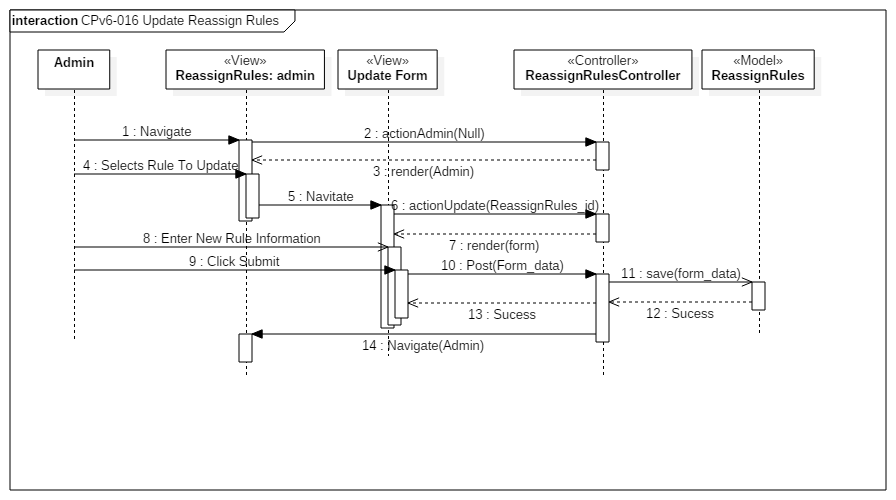 interaction CPv6-016 Update Reassign Rules
Admin
«View»
ReassignRules: admin
«View»
Update Form
«Controller»
ReassignRulesController
«Model»
ReassignRules
1 : Navigate
2 : actionAdmin(Null)
3 : render(Admin)
4 : Selects Rule To Update
5 : Navitate
6 : actionUpdate(ReassignRules_id)
7 : render(form)
8 : Enter New Rule Information
9 : Click Submit
10 : Post(Form_data)
11 : save(form_data)
12 : Sucess
13 : Sucess
14 : Navigate(Admin)